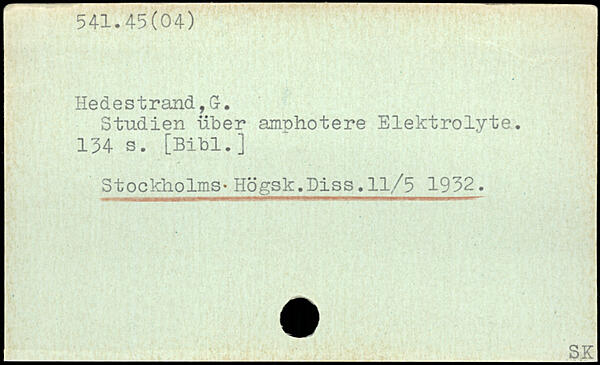 541.45(04)
Hedestrand,G.
Studien über amphotere Elektrolyte.
134 s. [Bibl.]
Stockholms Högsk.Diss.11/5 1932.
SK